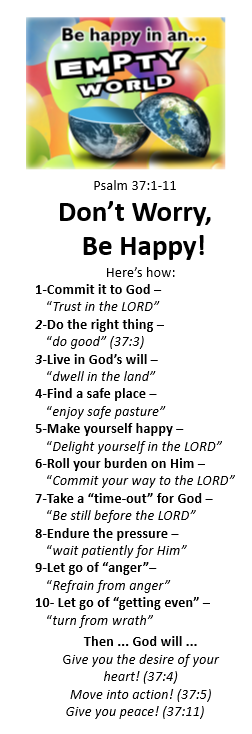 Be happy in an...
EMPTY
WORLD
Psalm 37:1-11
Don’t Worry,
Be Happy!
Here’s how:
1-Commit it to God –
“Trust in the LORD”
2-Do the right thing –
“do good” (37:3)
3-Live in God’s will –
“dwell in the land”
4-Find a safe place –
“enjoy safe pasture”
5-Make yourself happy –
“Delight yourself in the LORD”
6-Roll your burden on Him –
“Commit your way to the LORD”
7-Take a “time-out” for God –
“Be still before the LORD”
8-Endure the pressure –
“wait patiently for Him”
9-Let go of “anger”–
“Refrain from anger”
10- Let go of “getting even” –
“turn from wrath”
Then ... God will ...
Give you the desire of your
heart! (37:4)
Move into action! (37:5)
Give you peace! (37:11)